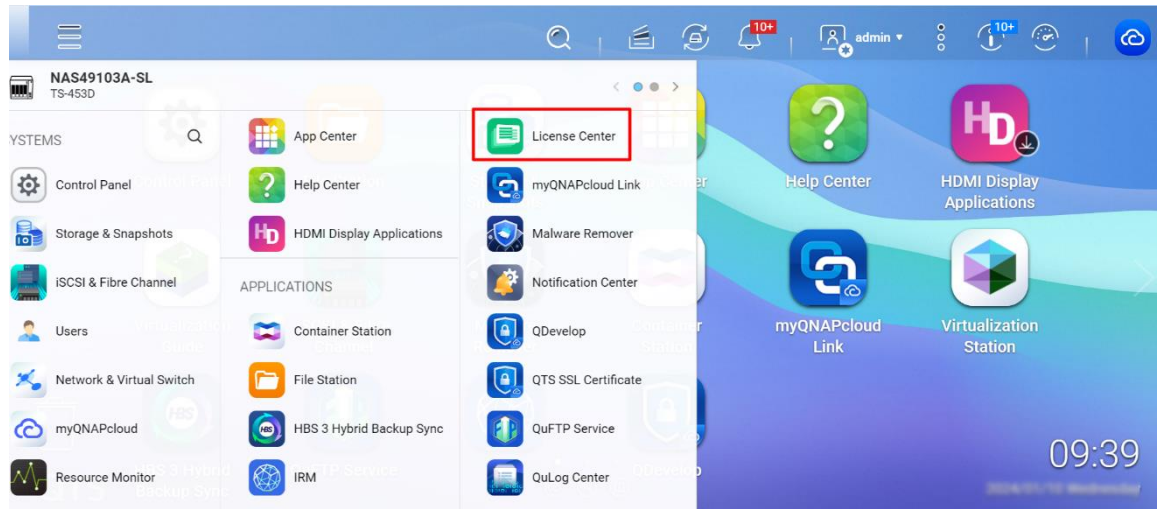 10+
admin
10+
NAS49103A-SL
TS-453D
YSTEMS
Control Panel
Storage & Snapshots
iSCSI & Fibre Channel
Users
Network & Virtual Switch
myQNAPcloud
Resource Monitor
App Center
Help Center
HDMI Display Applications
APPLICATIONS
Container Station
File Station
HBS 3 Hybrid Backup Sync
IRM
License Center
myQNAPcloud Link
Malware Remover
Notification Center
QDevelop
QTS SSL Certificate
QuFTP Service
QuLog Center
Help Center
HDMI Display
Applications
myQNAPcloud
Link
Virtualization
Station
09:39